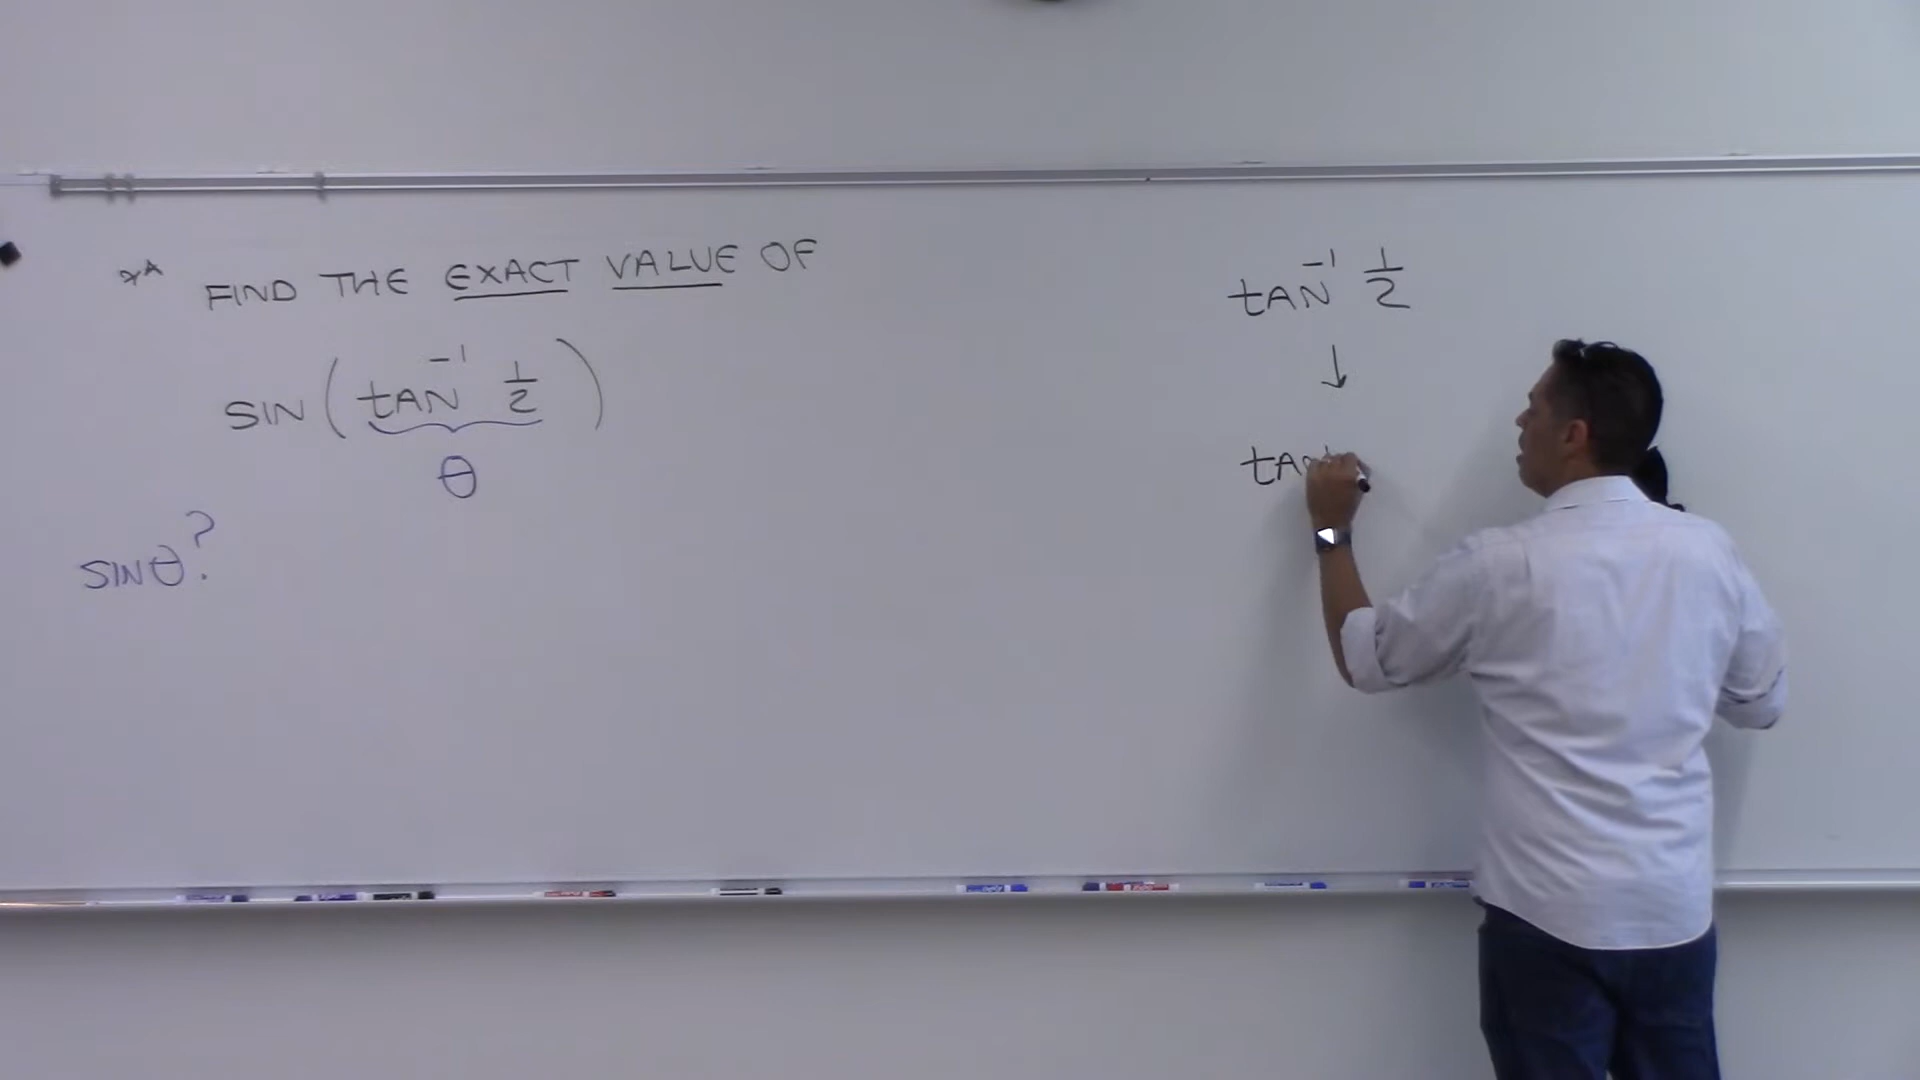 ** FIND THE EXACT VALUE OF
SIN (tAN⁻¹ 1/2)
θ
SINθ?
tAN⁻¹ 1/2
↓
tAN